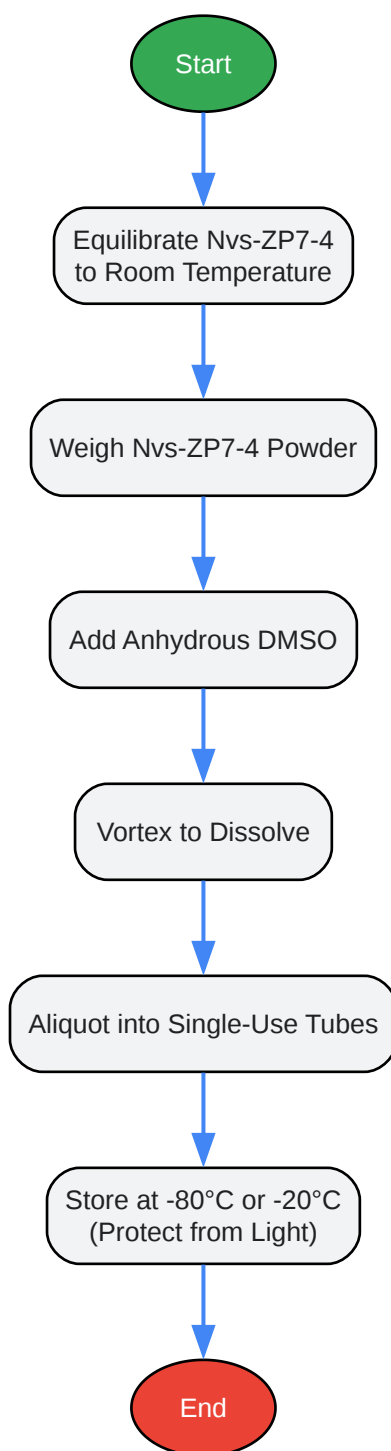 Start
Equilibrate Nvs-ZP7-4
to Room Temperature
Weigh Nvs-ZP7-4 Powder
Add Anhydrous DMSO
Vortex to Dissolve
Aliquot into Single-Use Tubes
Store at -80°C or -20°C
(Protect from Light)
End